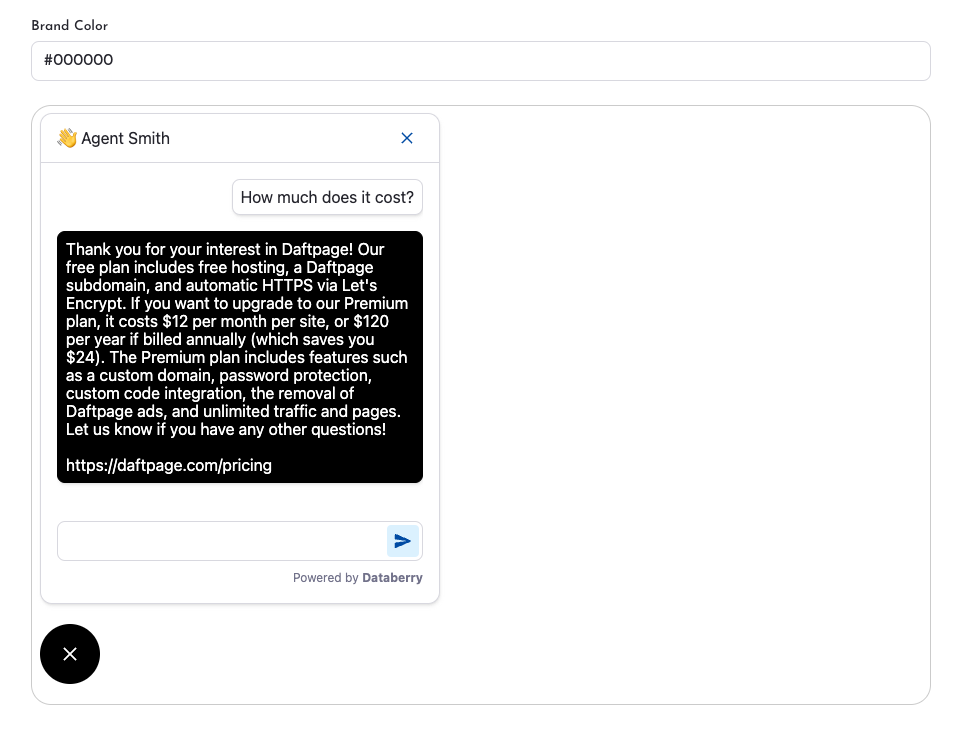 Brand Color
#000000
👋 Agent Smith
How much does it cost?
Thank you for your interest in Daftpage! Our
free plan includes free hosting, a Daftpage
subdomain, and automatic HTTPS via Let's
Encrypt. If you want to upgrade to our Premium
plan, it costs $12 per month per site, or $120
per year if billed annually (which saves you
$24). The Premium plan includes features such
as a custom domain, password protection,
custom code integration, the removal of
Daftpage ads, and unlimited traffic and pages.
Let us know if you have any other questions!
https://daftpage.com/pricing
Powered by Databerry